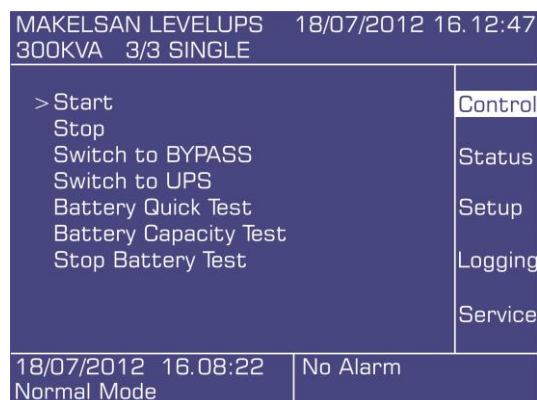 MAKELSAN LEVELUPS 18/07/2012 16.12:47
300KVA 3/3 SINGLE
> Start
Stop
Switch to BYPASS
Switch to UPS
Battery Quick Test
Battery Capacity Test
Stop Battery Test
Control
Status
Setup
Logging
Service
18/07/2012 16.08:22 No Alarm
Normal Mode